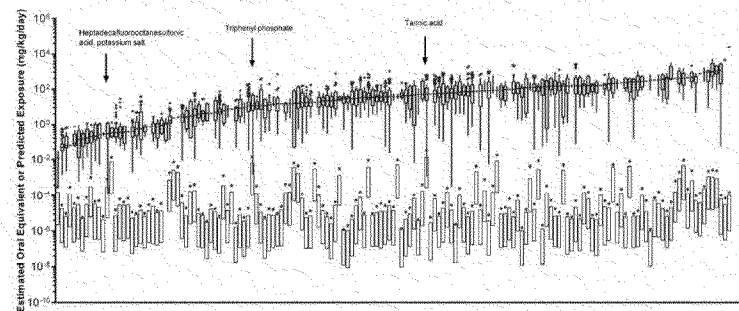 Estimated Oral Equivalent or Predicted Exposure (ng/kg/day)
10⁶
10⁴
10²
10⁰
10⁻²
10⁻⁴
10⁻⁶
10⁻⁸
10⁻¹⁰
Heptadecafluorooctanesulfonic
acid, potassium salt
Triphenyl phosphate
Tannic acid